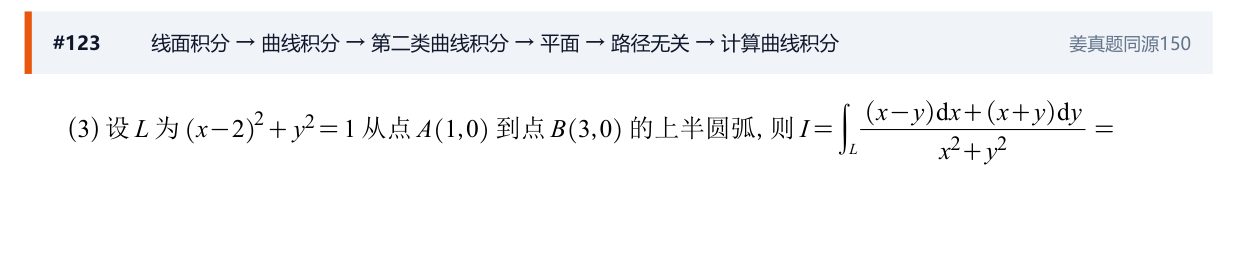 #123 线面积分 → 曲线积分 → 第二类曲线积分 → 平面 → 路径无关 → 计算曲线积分 姜真题同源150
(3) 设 L 为 (x−2)²+y²=1 从点 A(1,0) 到点 B(3,0) 的上半圆弧, 则 I=∫_L \frac{(x−y)dx+(x+y)dy}{x²+y²} =